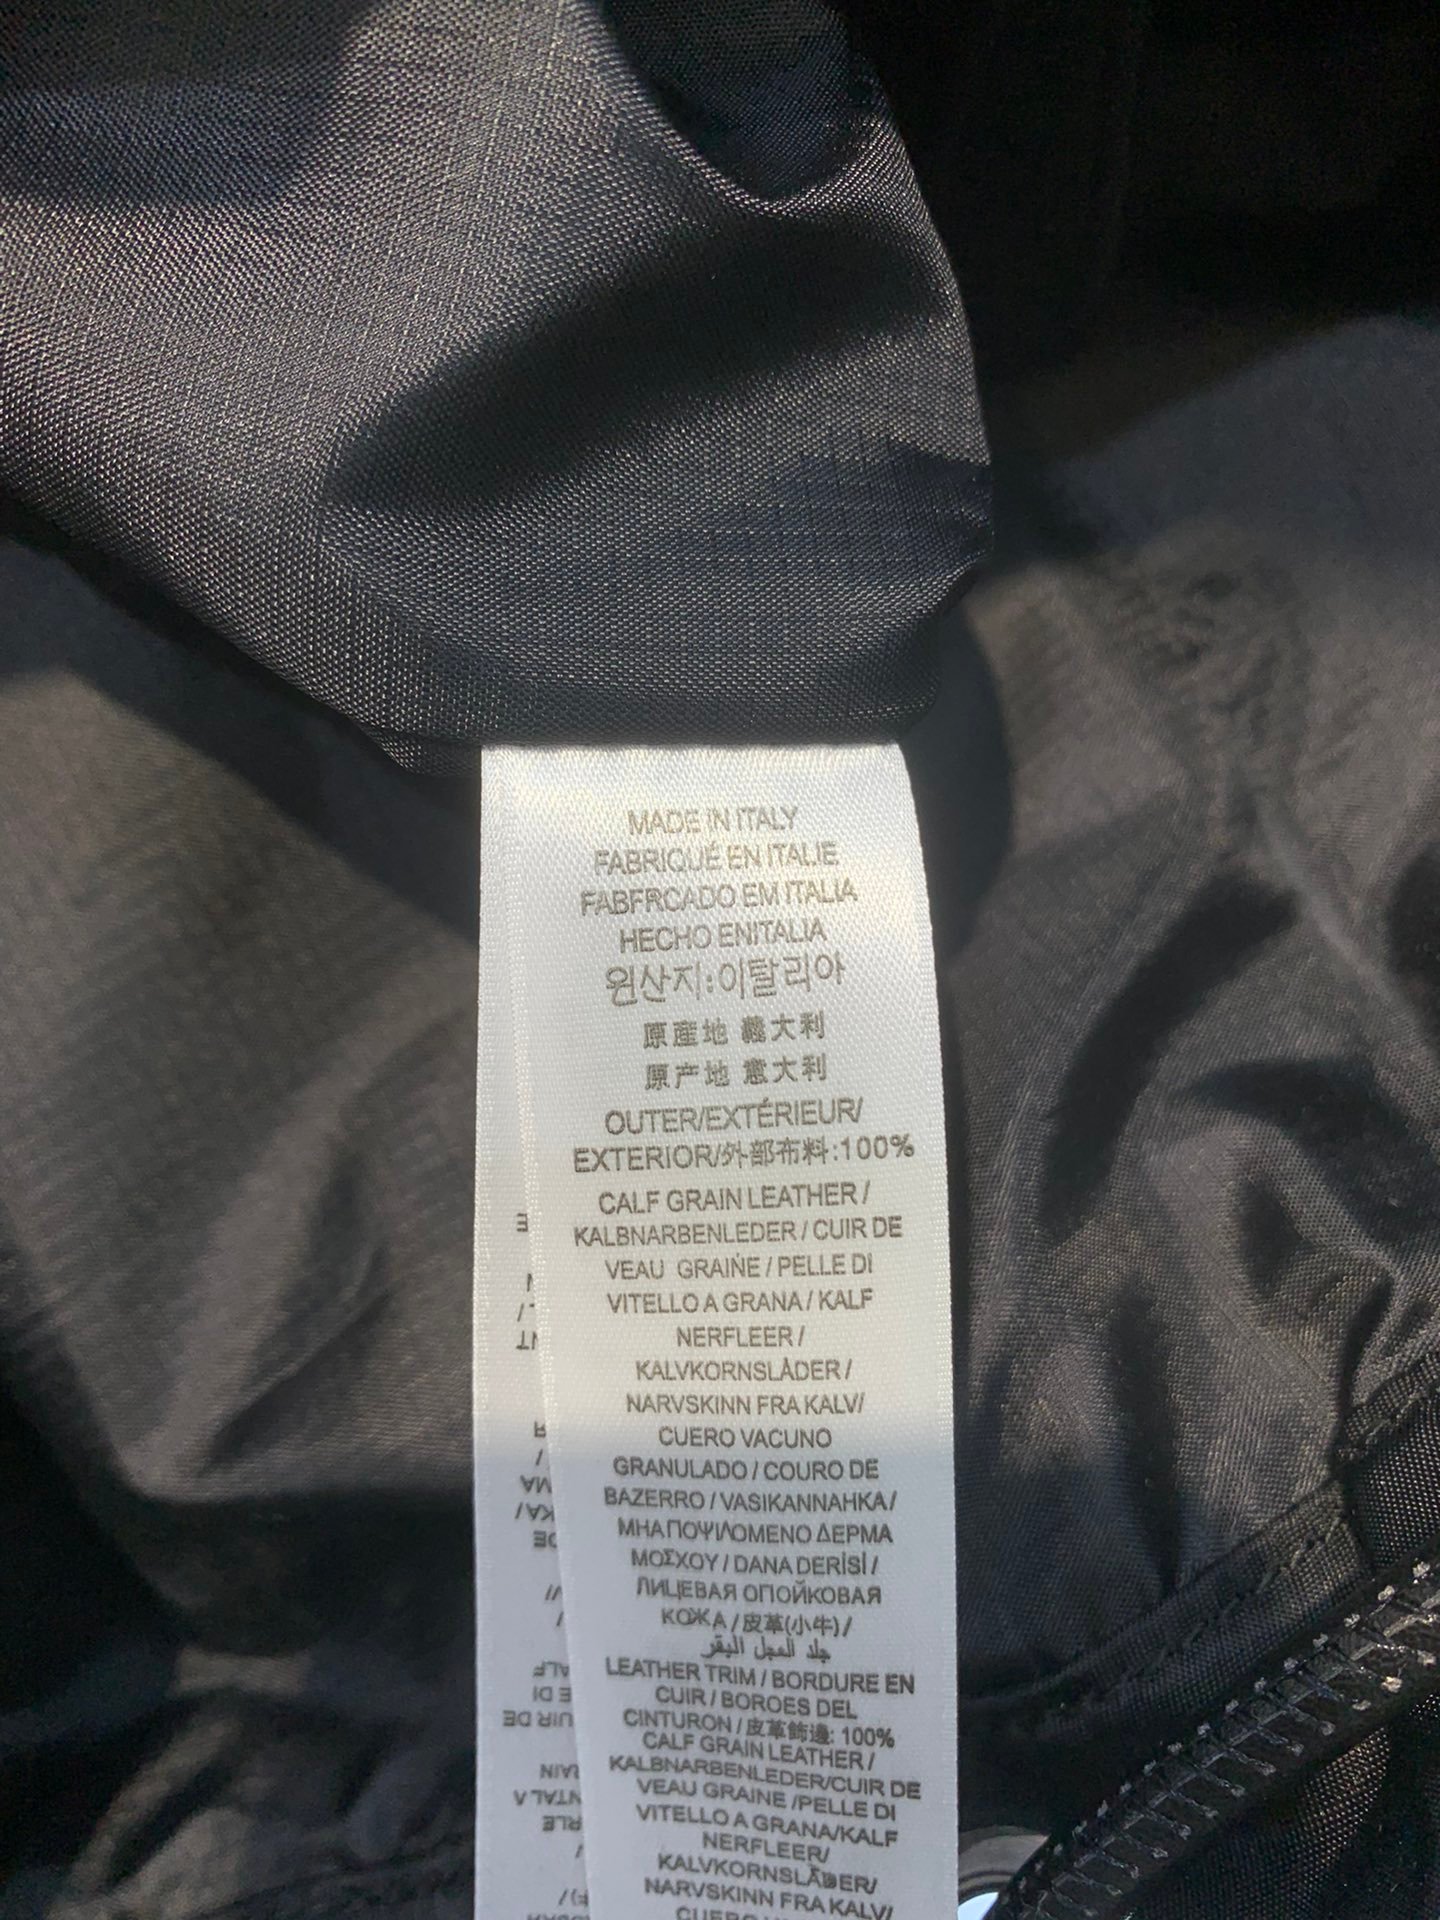 MADE IN ITALY
FABRIQUÉ EN ITALIE
FABFRCADO EM ITALIA
HECHO ENITALIA
원산지:이탈리아
原産地 義大利
原产地 意大利
OUTER/EXTÉRIEUR/
EXTERIOR/外部布料:100%
CALF GRAIN LEATHER /
KALBNARBENLEDER / CUIR DE
VEAU GRAINÉ / PELLE DI
VITELLO A GRANA / KALF
NERFLEER /
KALVKORNSLÅDER /
NARVSKINN FRA KALV/
CUERO VACUNO
GRANULADO / COURO DE
BAZERRO / VASIKANNAHKA /
ΜΗΑΠΟΨΙΛΟΜΕΝΟ ΔΕΡΜΑ
ΜΟΣΧΟΥ / DANA DERİSİ /
ЛИЦЕВАЯ ОПОЙКОВАЯ
КОЖА / 皮革(小牛) /
جلد العجل البقر
LEATHER TRIM / BORDURE EN
CUIR / BOROES DEL
CINTURON / 皮革飾邊: 100%
CALF GRAIN LEATHER /
KALBNARBENLEDER/CUIR DE
VEAU GRAINE /PELLE DI
VITELLO A GRANA/KALF
NERFLEER/
NARVSKINN FRA KALV/